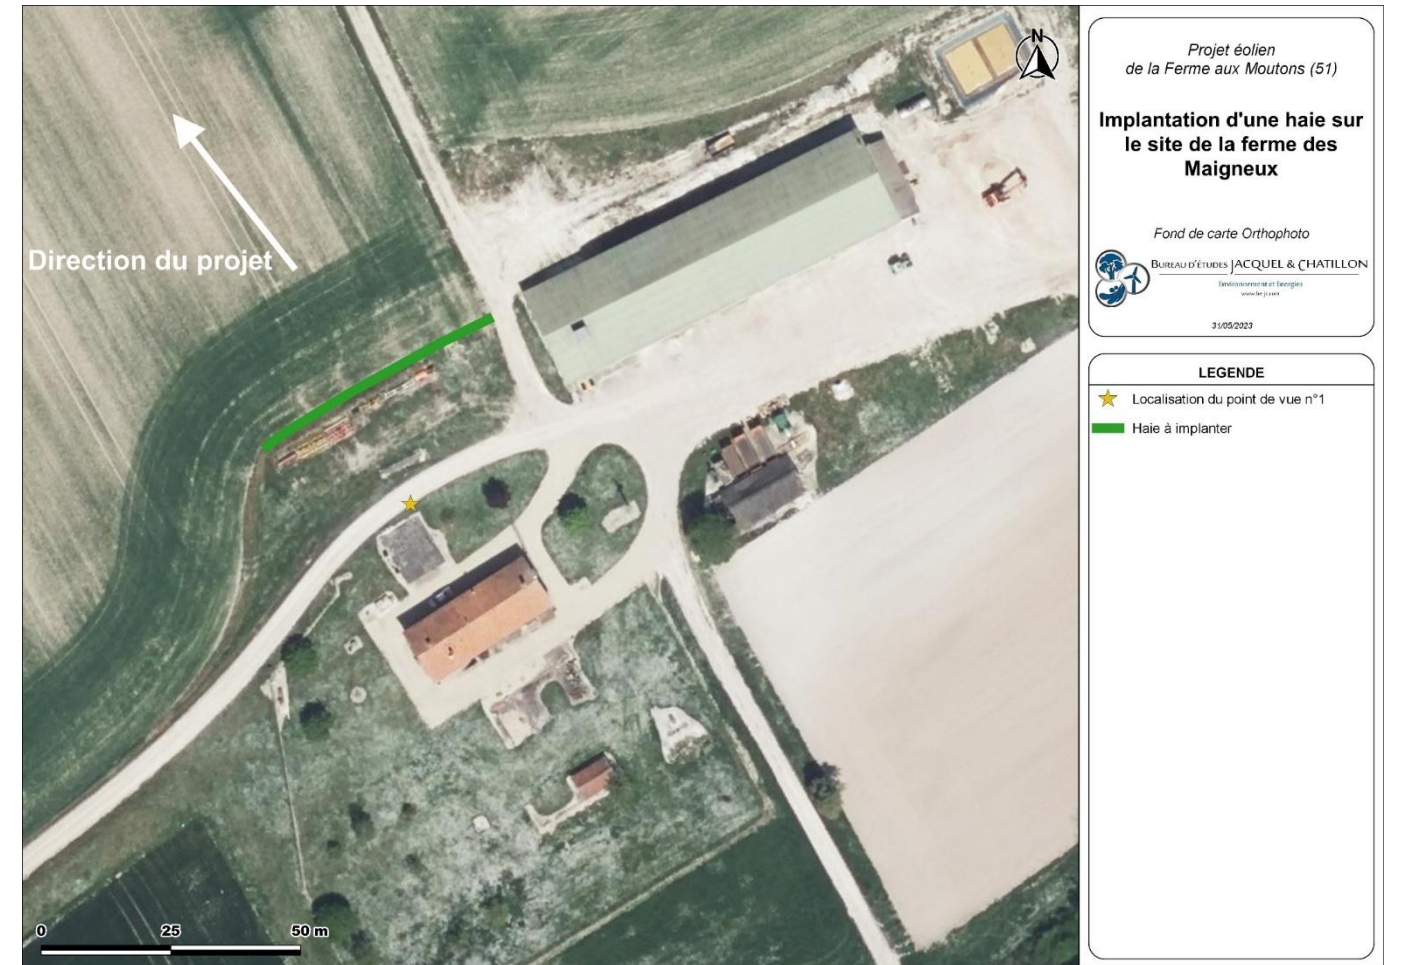 N
Direction du projet
0 25 50 m
Projet éolien
de la Ferme aux Moutons (51)
Implantation d'une haie sur
le site de la ferme des
Maigneux
Fond de carte Orthophoto
BUREAU D'ÉTUDES JACQUEL & CHATILLON
Environnement et Energies
31/05/2023
LEGENDE
Localisation du point de vue n°1
Haie à implanter